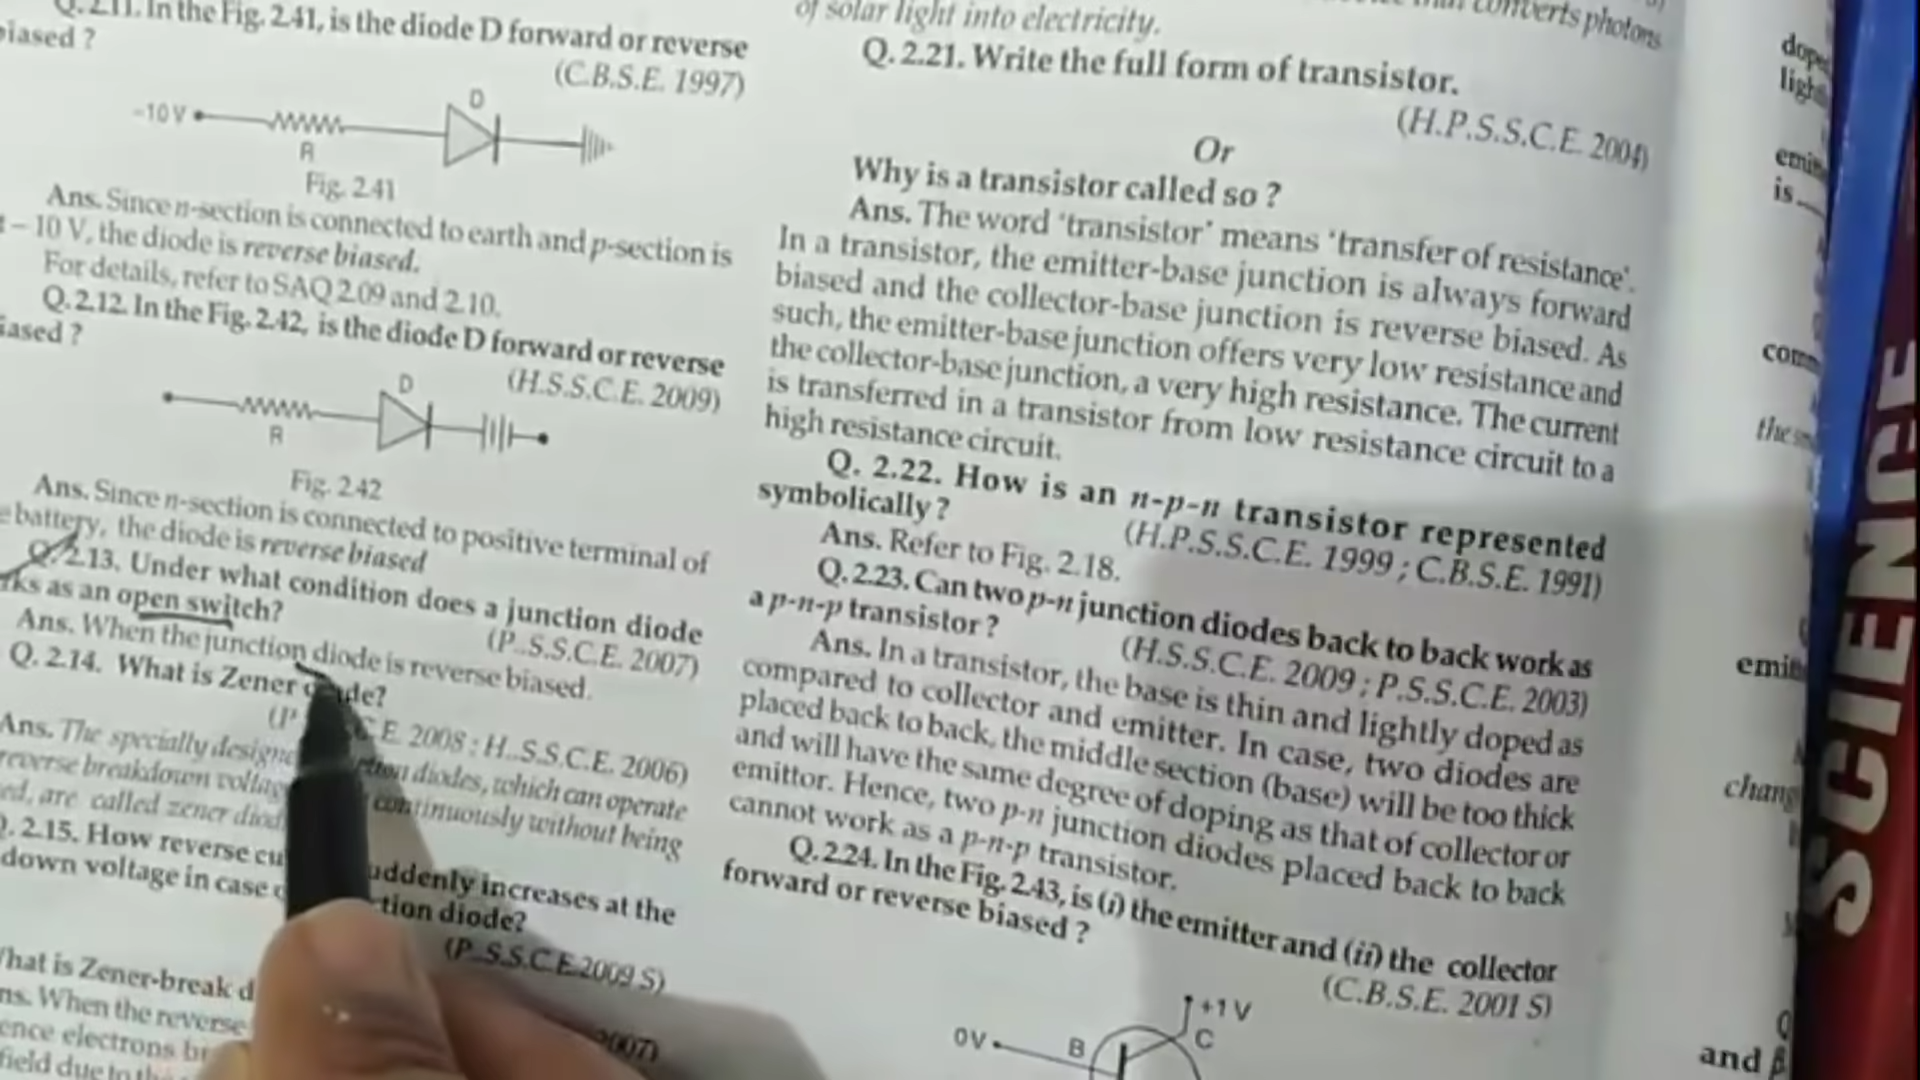 Q. 2.11. In the Fig. 2.41, is the diode D forward or reverse
biased ?
(C.B.S.E. 1997)
D
-10 V
R
Fig. 2.41
Ans. Since n-section is connected to earth and p-section is
– 10 V, the diode is reverse biased.
For details, refer to SAQ 2.09 and 2.10.
Q. 2.12. In the Fig. 2.42, is the diode D forward or reverse
iased ?
(H.S.S.C.E. 2009)
D
R
Fig. 2.42
Ans. Since n-section is connected to positive terminal of
e battery, the diode is reverse biased
Q. 2.13. Under what condition does a junction diode
rks as an open switch?
(P..S.S.C.E. 2007)
Ans. When the junction diode is reverse biased.
Q. 2.14. What is Zener
(P C.E. 2008 : H..S.S.C.E. 2006)
Ans. The specially diodes, which can operate
reverse breakdown continuously without being
ed, are called zener
2.15. How reverse suddenly increases at the
down voltage in case diode?
(P..S.S.C.E 2009 S)
hat is Zener-break
2007)
ns. When the reverse
ence electrons
field due to
of solar light into electricity.
converts photons
Q. 2.21. Write the full form of transistor.
(H.P.S.S.C.E. 2004)
Or
Why is a transistor called so ?
Ans. The word 'transistor' means 'transfer of resistance'.
In a transistor, the emitter-base junction is always forward
biased and the collector-base junction is reverse biased. As
such, the emitter-base junction offers very low resistance and
the collector-base junction, a very high resistance. The current
is transferred in a transistor from low resistance circuit to a
high resistance circuit.
Q. 2.22. How is an n-p-n transistor represented
symbolically ?
(H.P.S.S.C.E. 1999 ; C.B.S.E. 1991)
Ans. Refer to Fig. 2.18.
Q. 2.23. Can two p-n junction diodes back to back work as
a p-n-p transistor ?
(H.S.S.C.E. 2009 ; P.S.S.C.E. 2003)
Ans. In a transistor, the base is thin and lightly doped as
compared to collector and emitter. In case, two diodes are
placed back to back, the middle section (base) will be too thick
and will have the same degree of doping as that of collector or
emittor. Hence, two p-n junction diodes placed back to back
cannot work as a p-n-p transistor.
Q. 2.24. In the Fig. 2.43, is (i) the emitter and (ii) the collector
forward or reverse biased ?
(C.B.S.E. 2001 S)
+1 V
0V
B
C
is
and β
SCIENCE